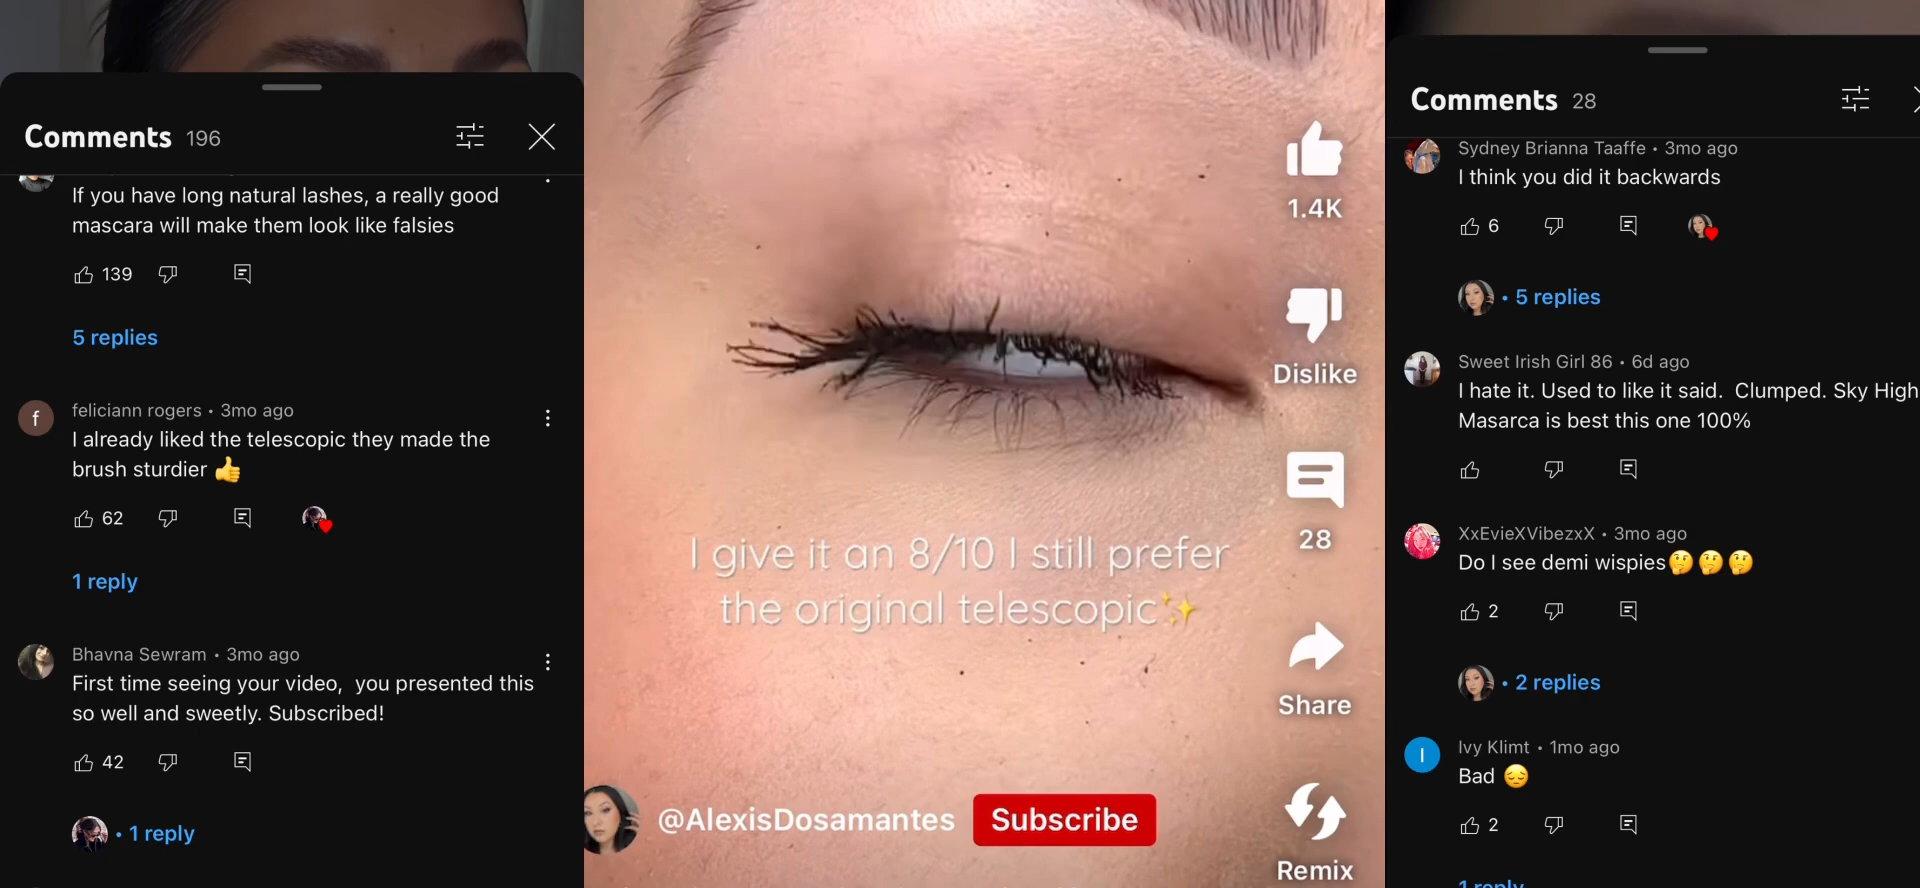 Comments 196
If you have long natural lashes, a really good
mascara will make them look like falsies
139
5 replies
f
feliciann rogers • 3mo ago
I already liked the telescopic they made the
brush sturdier 👍
62
1 reply
Bhavna Sewram • 3mo ago
First time seeing your video,  you presented this
so well and sweetly. Subscribed!
42
• 1 reply
1.4K
Dislike
28
I give it an 8/10 I still prefer
the original telescopic✨
Share
@AlexisDosamantes
Subscribe
Remix
Comments 28
Sydney Brianna Taaffe • 3mo ago
I think you did it backwards
6
• 5 replies
Sweet Irish Girl 86 • 6d ago
I hate it. Used to like it said.  Clumped. Sky High
Masarca is best this one 100%
XxEvieXVibezxX • 3mo ago
Do I see demi wispies🤔🤔🤔
2
• 2 replies
I
Ivy Klimt • 1mo ago
Bad 😔
2
1 reply